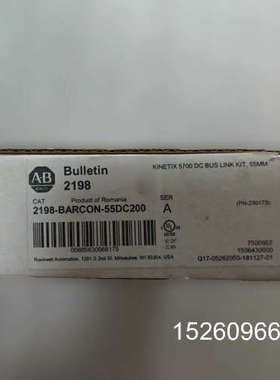 AB
Bulletin
2198
KINETIX 5700 DC BUS LINK KIT, 55MM
Product of Romania
CAT
SER
2198-BARCON-55DC200
A
UL
Rockwell Automation, 1201 S 2nd St, Milwaukee, WI 53204, USA
15260966